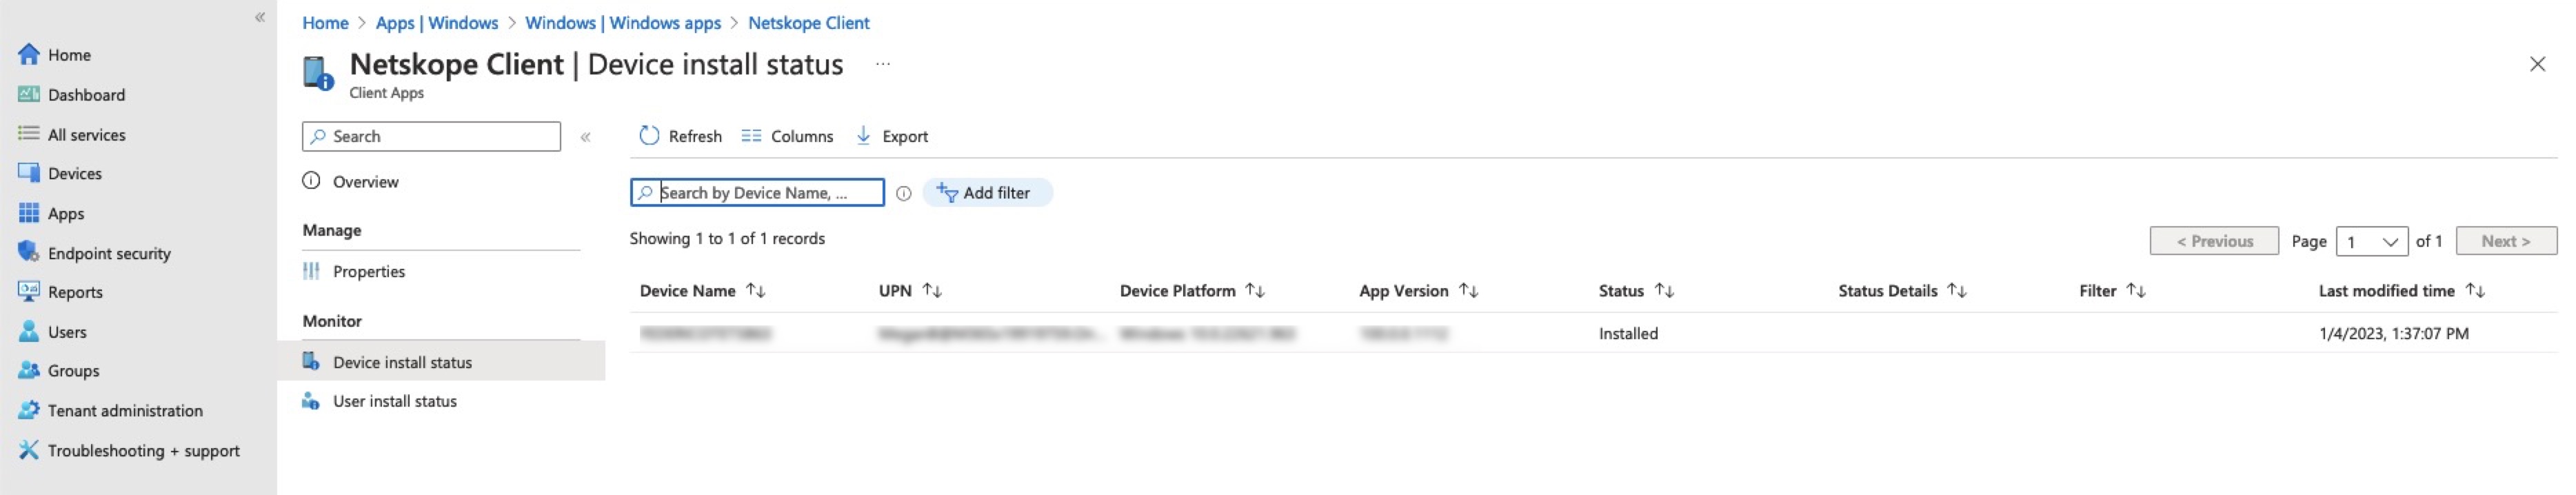 Home
Dashboard
All services
Devices
Apps
Endpoint security
Reports
Users
Groups
Tenant administration
Troubleshooting + support
Home > Apps | Windows > Windows | Windows apps > Netskope Client
Netskope Client | Device install status ...
Client Apps
Search
Overview
Manage
Properties
Monitor
Device install status
User install status
Refresh Columns Export
Search by Device Name, ... Add filter
Showing 1 to 1 of 1 records
< Previous Page 1 of 1 Next >
Device Name UPN Device Platform App Version Status Status Details Filter Last modified time
Installed 1/4/2023, 1:37:07 PM